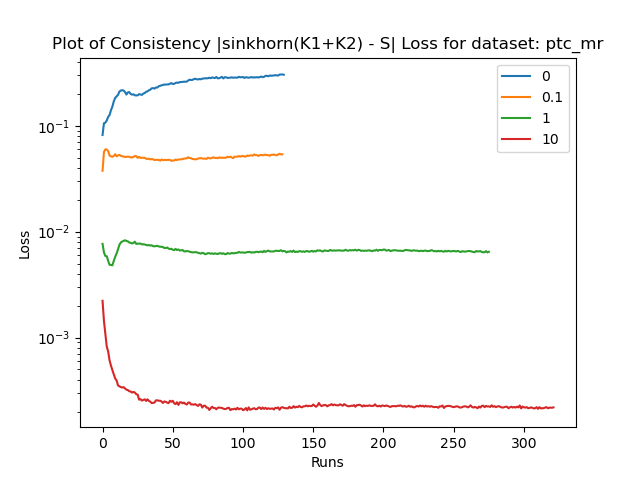 Plot of Consistency |sinkhorn(K1+K2) - S| Loss for dataset: ptc_mr
0
0.1
1
10
Loss
10⁻¹
10⁻²
10⁻³
0 50 100 150 200 250 300
Runs